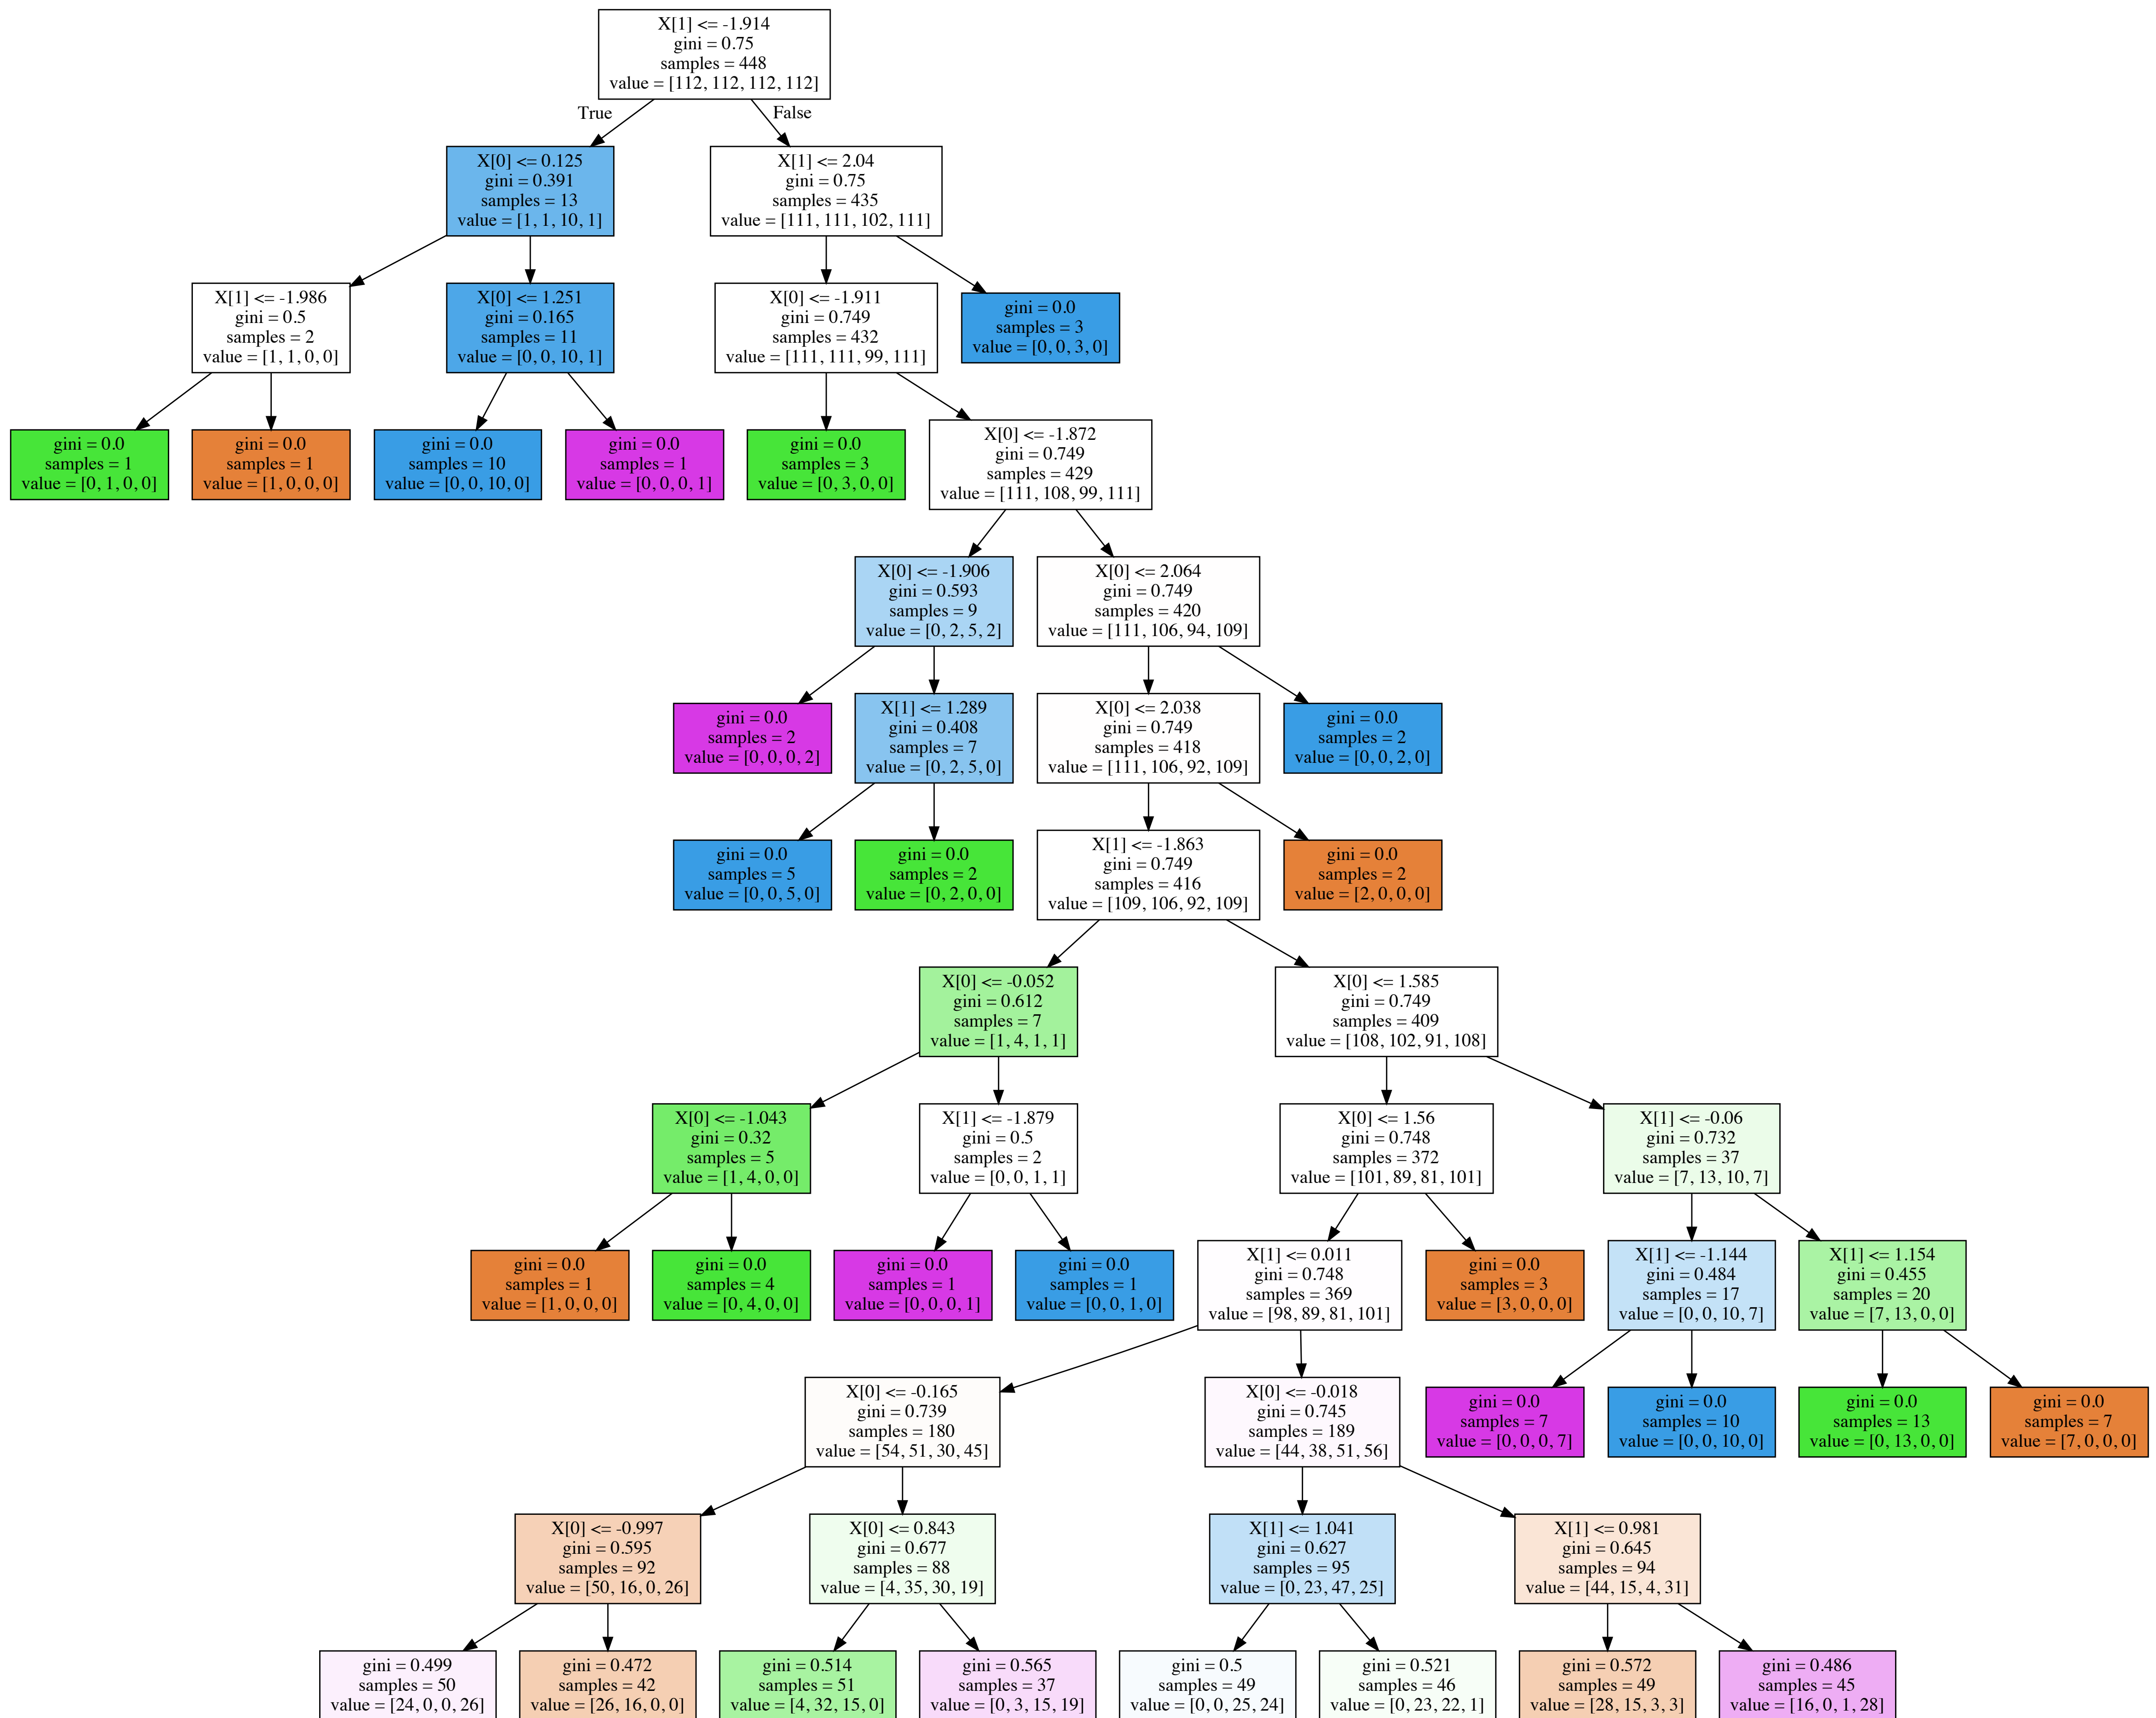 X[1] <= -1.914
gini = 0.75
samples = 448
value = [112, 112, 112, 112]
True
False
X[0] <= 0.125
gini = 0.391
samples = 13
value = [1, 1, 10, 1]
X[1] <= 2.04
gini = 0.75
samples = 435
value = [111, 111, 102, 111]
X[1] <= -1.986
gini = 0.5
samples = 2
value = [1, 1, 0, 0]
X[0] <= 1.251
gini = 0.165
samples = 11
value = [0, 0, 10, 1]
X[0] <= -1.911
gini = 0.749
samples = 432
value = [111, 111, 99, 111]
gini = 0.0
samples = 3
value = [0, 0, 3, 0]
gini = 0.0
samples = 1
value = [0, 1, 0, 0]
gini = 0.0
samples = 1
value = [1, 0, 0, 0]
gini = 0.0
samples = 10
value = [0, 0, 10, 0]
gini = 0.0
samples = 1
value = [0, 0, 0, 1]
gini = 0.0
samples = 3
value = [0, 3, 0, 0]
X[0] <= -1.872
gini = 0.749
samples = 429
value = [111, 108, 99, 111]
X[0] <= -1.906
gini = 0.593
samples = 9
value = [0, 2, 5, 2]
X[0] <= 2.064
gini = 0.749
samples = 420
value = [111, 106, 94, 109]
gini = 0.0
samples = 2
value = [0, 0, 0, 2]
X[1] <= 1.289
gini = 0.408
samples = 7
value = [0, 2, 5, 0]
X[0] <= 2.038
gini = 0.749
samples = 418
value = [111, 106, 92, 109]
gini = 0.0
samples = 2
value = [0, 0, 2, 0]
gini = 0.0
samples = 5
value = [0, 0, 5, 0]
gini = 0.0
samples = 2
value = [0, 2, 0, 0]
X[1] <= -1.863
gini = 0.749
samples = 416
value = [109, 106, 92, 109]
gini = 0.0
samples = 2
value = [2, 0, 0, 0]
X[0] <= -0.052
gini = 0.612
samples = 7
value = [1, 4, 1, 1]
X[0] <= 1.585
gini = 0.749
samples = 409
value = [108, 102, 91, 108]
X[0] <= -1.043
gini = 0.32
samples = 5
value = [1, 4, 0, 0]
X[1] <= -1.879
gini = 0.5
samples = 2
value = [0, 0, 1, 1]
X[0] <= 1.56
gini = 0.748
samples = 372
value = [101, 89, 81, 101]
X[1] <= -0.06
gini = 0.732
samples = 37
value = [7, 13, 10, 7]
gini = 0.0
samples = 1
value = [1, 0, 0, 0]
gini = 0.0
samples = 4
value = [0, 4, 0, 0]
gini = 0.0
samples = 1
value = [0, 0, 0, 1]
gini = 0.0
samples = 1
value = [0, 0, 1, 0]
X[1] <= 0.011
gini = 0.748
samples = 369
value = [98, 89, 81, 101]
gini = 0.0
samples = 3
value = [3, 0, 0, 0]
X[1] <= -1.144
gini = 0.484
samples = 17
value = [0, 0, 10, 7]
X[1] <= 1.154
gini = 0.455
samples = 20
value = [7, 13, 0, 0]
X[0] <= -0.165
gini = 0.739
samples = 180
value = [54, 51, 30, 45]
X[0] <= -0.018
gini = 0.745
samples = 189
value = [44, 38, 51, 56]
gini = 0.0
samples = 7
value = [0, 0, 0, 7]
gini = 0.0
samples = 10
value = [0, 0, 10, 0]
gini = 0.0
samples = 13
value = [0, 13, 0, 0]
gini = 0.0
samples = 7
value = [7, 0, 0, 0]
X[0] <= -0.997
gini = 0.595
samples = 92
value = [50, 16, 0, 26]
X[0] <= 0.843
gini = 0.677
samples = 88
value = [4, 35, 30, 19]
X[1] <= 1.041
gini = 0.627
samples = 95
value = [0, 23, 47, 25]
X[1] <= 0.981
gini = 0.645
samples = 94
value = [44, 15, 4, 31]
gini = 0.499
samples = 50
value = [24, 0, 0, 26]
gini = 0.472
samples = 42
value = [26, 16, 0, 0]
gini = 0.514
samples = 51
value = [4, 32, 15, 0]
gini = 0.565
samples = 37
value = [0, 3, 15, 19]
gini = 0.5
samples = 49
value = [0, 0, 25, 24]
gini = 0.521
samples = 46
value = [0, 23, 22, 1]
gini = 0.572
samples = 49
value = [28, 15, 3, 3]
gini = 0.486
samples = 45
value = [16, 0, 1, 28]